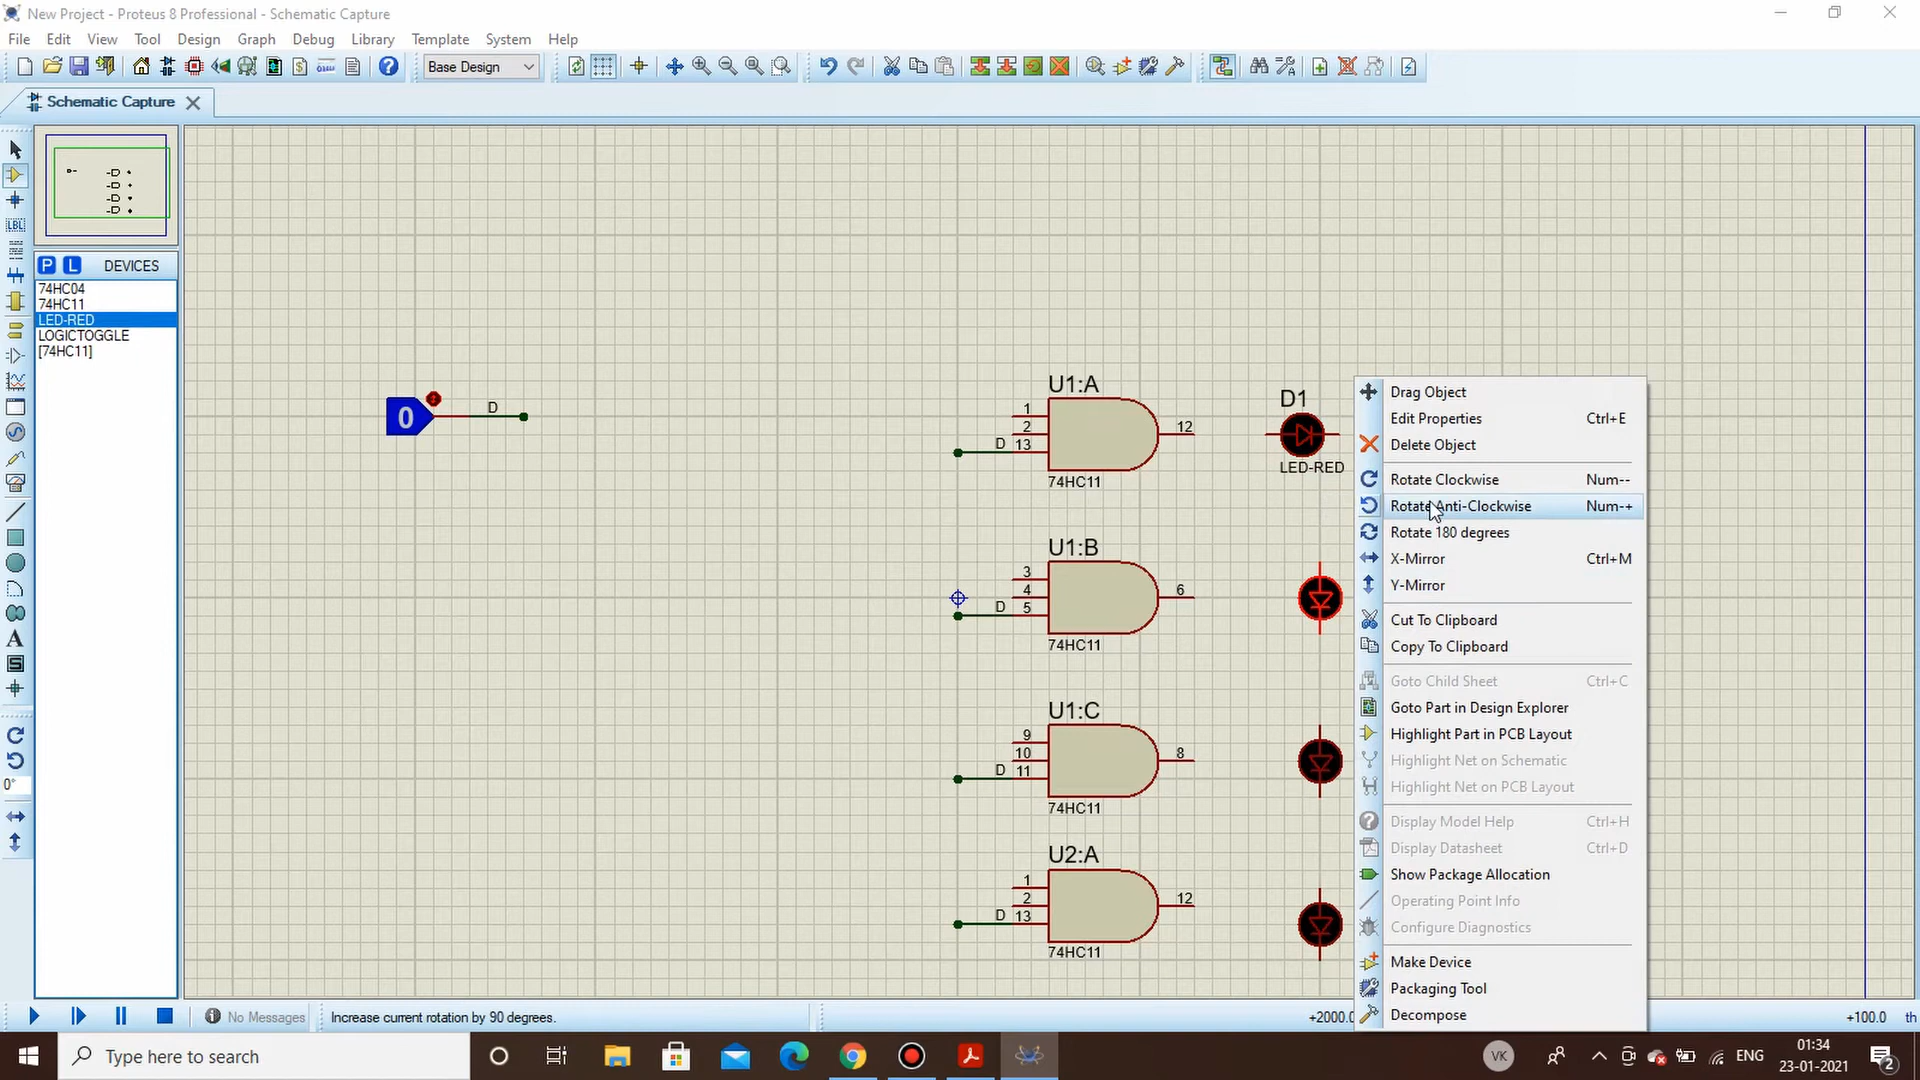 New Project - Proteus 8 Professional - Schematic Capture
File Edit View Tool Design Graph Debug Library Template System Help
Base Design
Schematic Capture
LBL
P L DEVICES
74HC04
74HC11
LED-RED
LOGICTOGGLE
[74HC11]
A
S
0°
0
D
U1:A
1
2
D 13
12
74HC11
D1
LED-RED
U1:B
3
4
D 5
6
74HC11
U1:C
9
10
D 11
8
74HC11
U2:A
1
2
D 13
12
74HC11
Drag Object
Edit Properties Ctrl+E
Delete Object
Rotate Clockwise Num--
Rotate Anti-Clockwise Num-+
Rotate 180 degrees
X-Mirror Ctrl+M
Y-Mirror
Cut To Clipboard
Copy To Clipboard
Goto Child Sheet Ctrl+C
Goto Part in Design Explorer
Highlight Part in PCB Layout
Highlight Net on Schematic
Highlight Net on PCB Layout
Display Model Help Ctrl+H
Display Datasheet Ctrl+D
Show Package Allocation
Operating Point Info
Configure Diagnostics
Make Device
Packaging Tool
Decompose
No Messages
Increase current rotation by 90 degrees.
+2000.0
+100.0 th
Type here to search
VK
ENG
01:34
23-01-2021
2